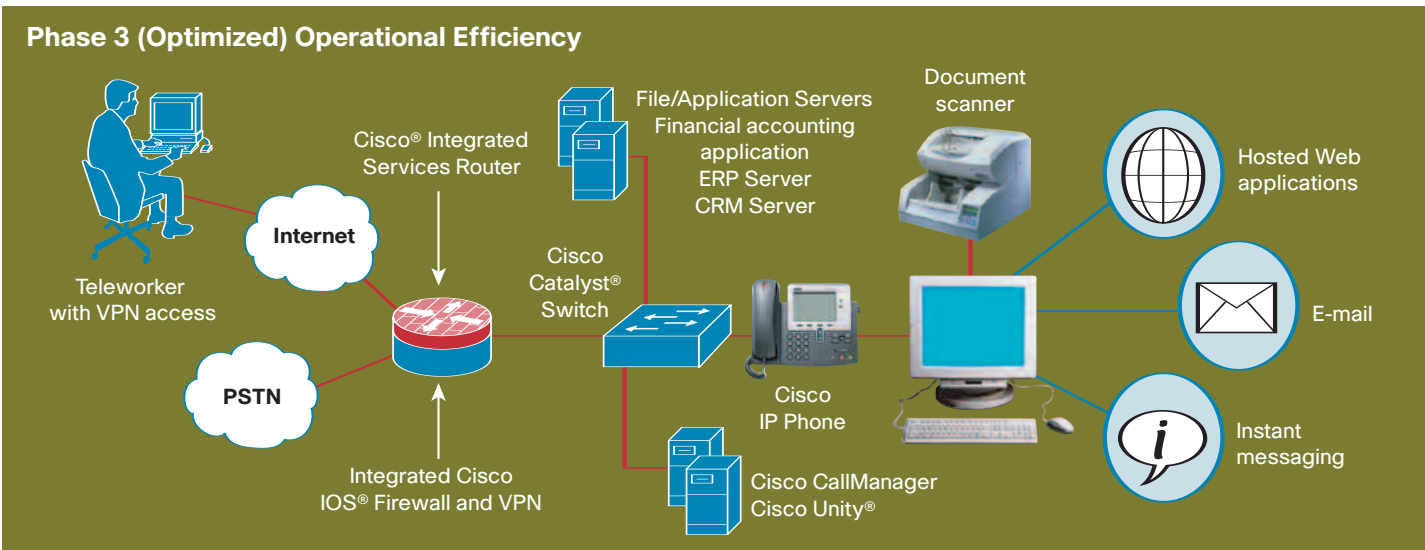 Phase 3 (Optimized) Operational Efficiency
Teleworker
with VPN access
Internet
PSTN
Cisco® Integrated
Services Router
Integrated Cisco
IOS® Firewall and VPN
File/Application Servers
Financial accounting
application
ERP Server
CRM Server
Cisco
Catalyst®
Switch
Cisco
IP Phone
Cisco CallManager
Cisco Unity®
Document
scanner
Hosted Web
applications
E-mail
i
Instant
messaging